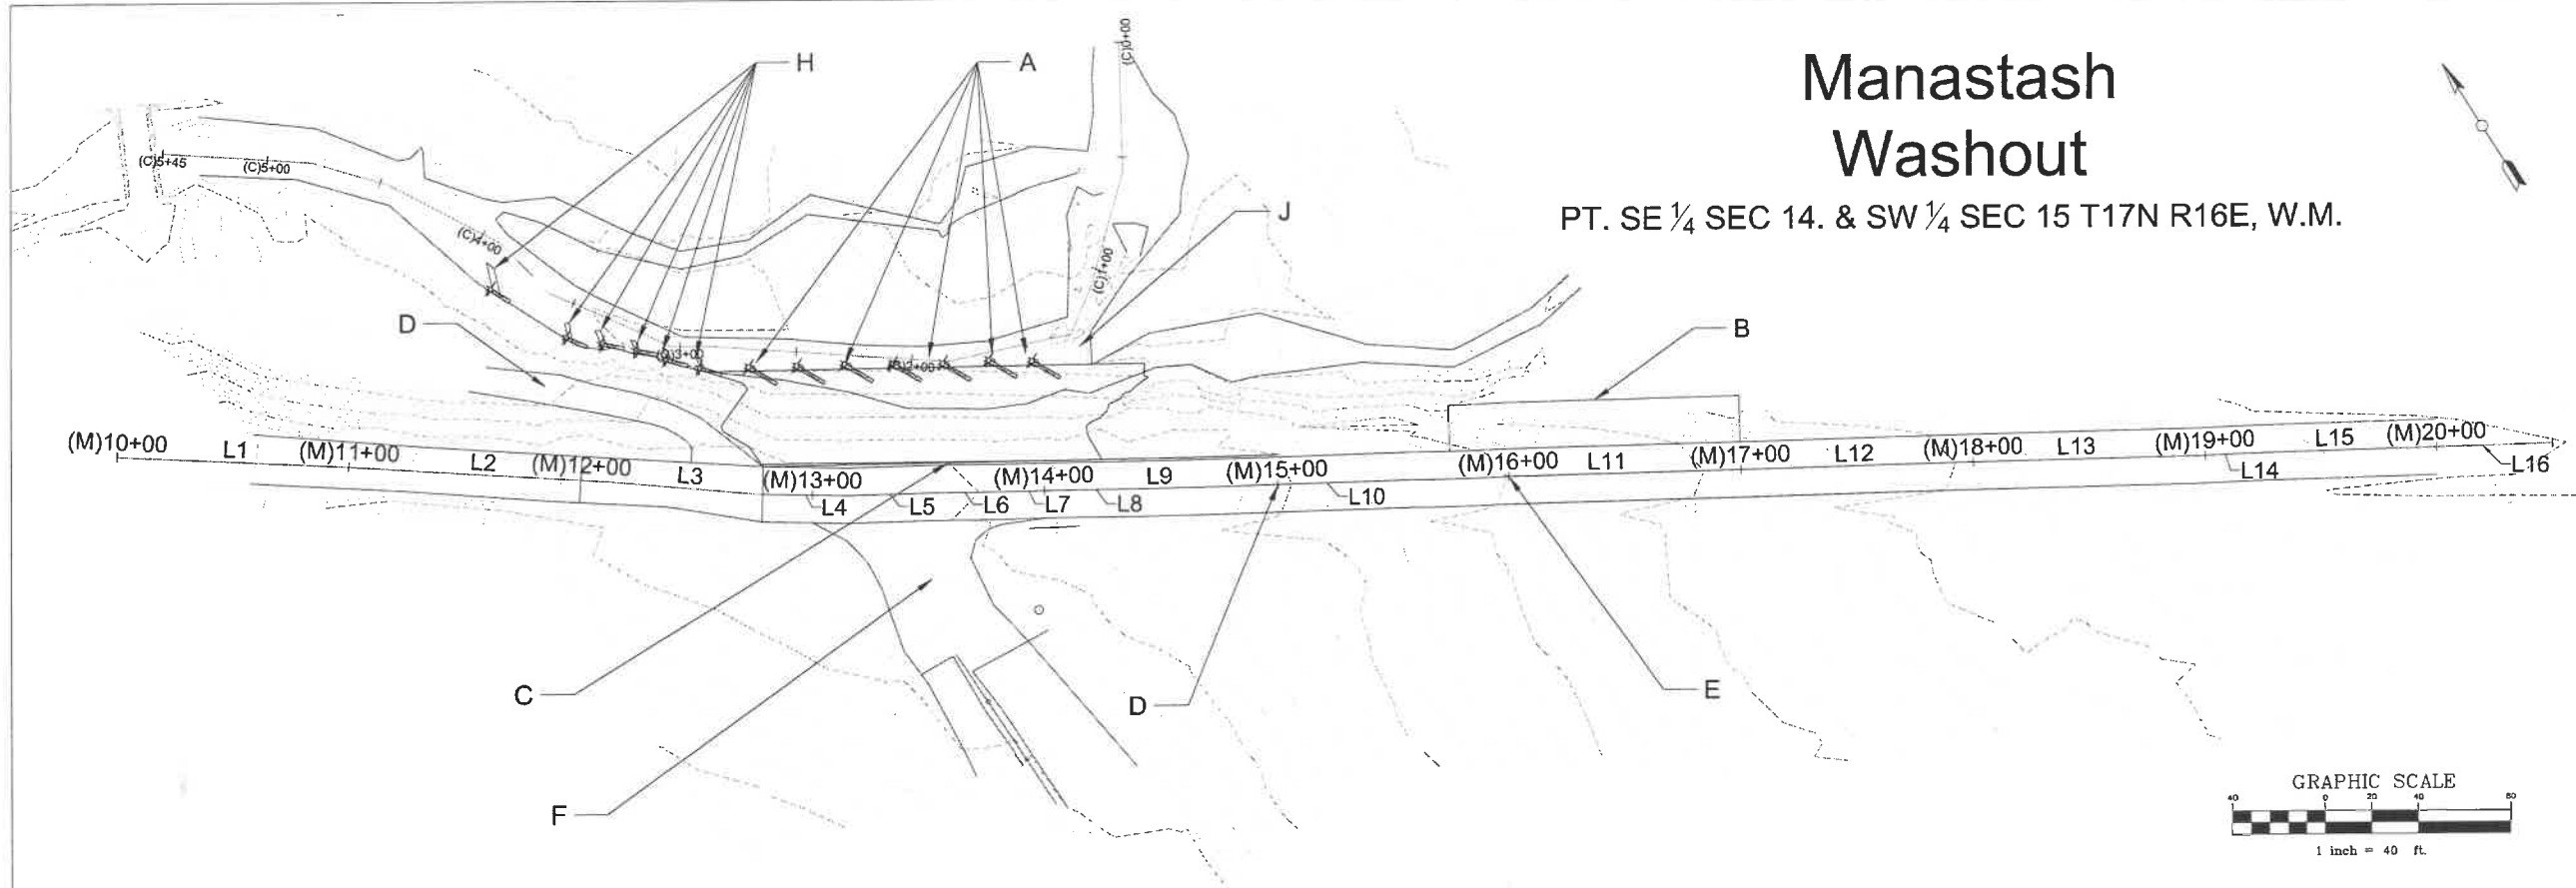 Manastash
Washout
PT. SE ¼ SEC 14. & SW ¼ SEC 15 T17N R16E, W.M.
H
A
(C)0+00
J
(C)5+45
(C)5+00
(C)4+00
(C)1+00
D
B
(C)3+00
(C)2+00
(M)10+00
L1
(M)11+00
L2
(M)12+00
L3
(M)13+00
L4
L5
L6
(M)14+00
L7
L8
L9
(M)15+00
L10
(M)16+00
L11
(M)17+00
L12
(M)18+00
L13
(M)19+00
L14
L15
(M)20+00
L16
C
D
E
F
GRAPHIC SCALE
40 0 20 40 80
1 inch = 40 ft.